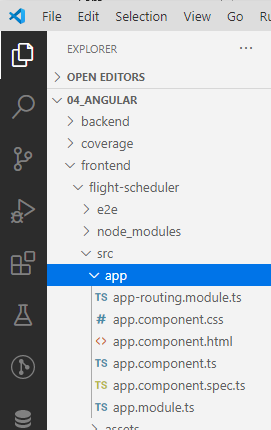 File Edit Selection View Go Ru
EXPLORER
OPEN EDITORS
04_ANGULAR
backend
coverage
frontend
flight-scheduler
e2e
node_modules
src
app
TS app-routing.module.ts
# app.component.css
<> app.component.html
TS app.component.ts
TS app.component.spec.ts
TS app.module.ts
assets